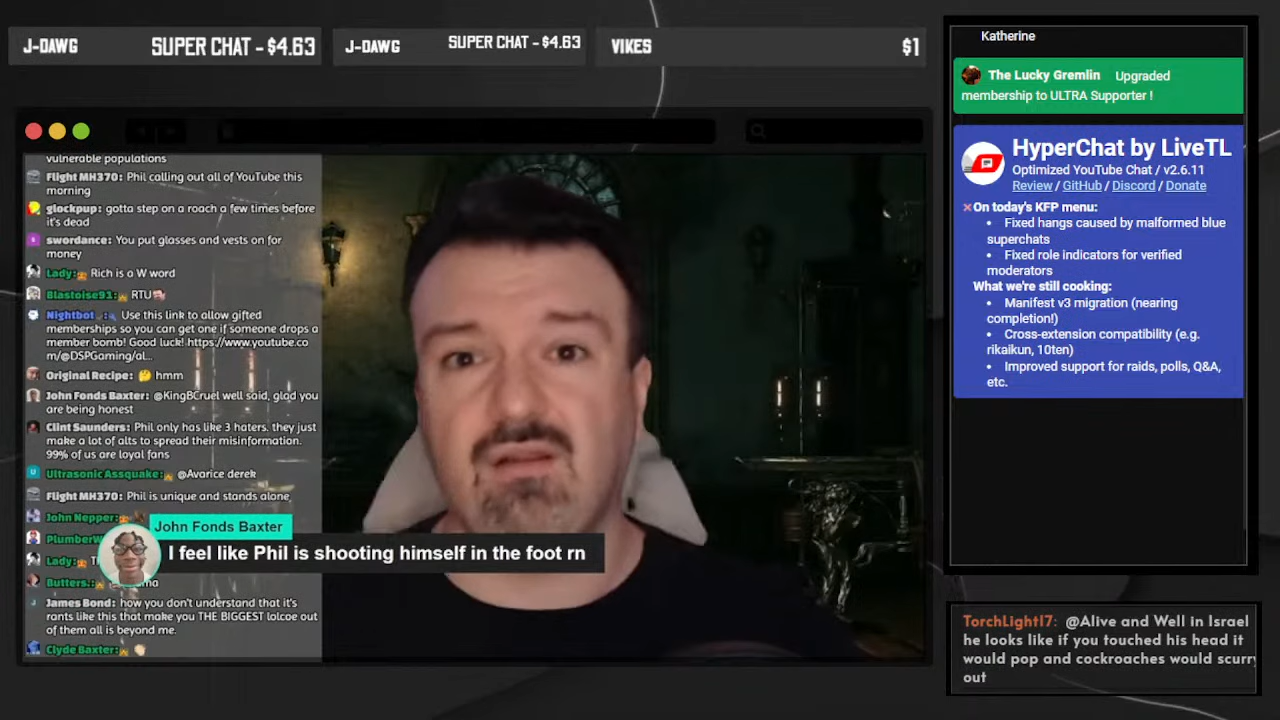 J-DAWG
SUPER CHAT - $4.63
J-DAWG
SUPER CHAT - $4.63
VIKES
$1
vulnerable populations
Flight MH370: Phil calling out all of YouTube this
morning
glockpup: gotta step on a roach a few times before
it's dead
swordance: You put glasses and vests on for
money
Lady: Rich is a W word
Blastoise91: RTU
Nightbot : Use this link to allow gifted
memberships so you can get one if someone drops a
member bomb! Good luck! https://www.youtube.co
m/@DSPGaming/al...
Original Recipe: hmm
John Fonds Baxter: @KingBCruel well said, glad you
are being honest
Clint Saunders: Phil only has like 3 haters. they just
make a lot of alts to spread their misinformation.
99% of us are loyal fans
Ultrasonic Assquake: @Avarice derek
Flight MH370: Phil is unique and stands alone,
John Nepper:
PlumberW
Lady: T
Butters.:
James Bond: how you don't understand that it's
rants like this that make you THE BIGGEST lolcoe out
of them all is beyond me.
Clyde Baxter:
John Fonds Baxter
I feel like Phil is shooting himself in the foot rn
Katherine
The Lucky Gremlin Upgraded
membership to ULTRA Supporter !
HyperChat by LiveTL
Optimized YouTube Chat / v2.6.11
Review / GitHub / Discord / Donate
On today's KFP menu:
• Fixed hangs caused by malformed blue
superchats
• Fixed role indicators for verified
moderators
What we're still cooking:
• Manifest v3 migration (nearing
completion!)
• Cross-extension compatibility (e.g.
rikaikun, 10ten)
• Improved support for raids, polls, Q&A,
etc.
TorchLight17: @Alive and Well in Israel
he looks like if you touched his head it
would pop and cockroaches would scurry
out